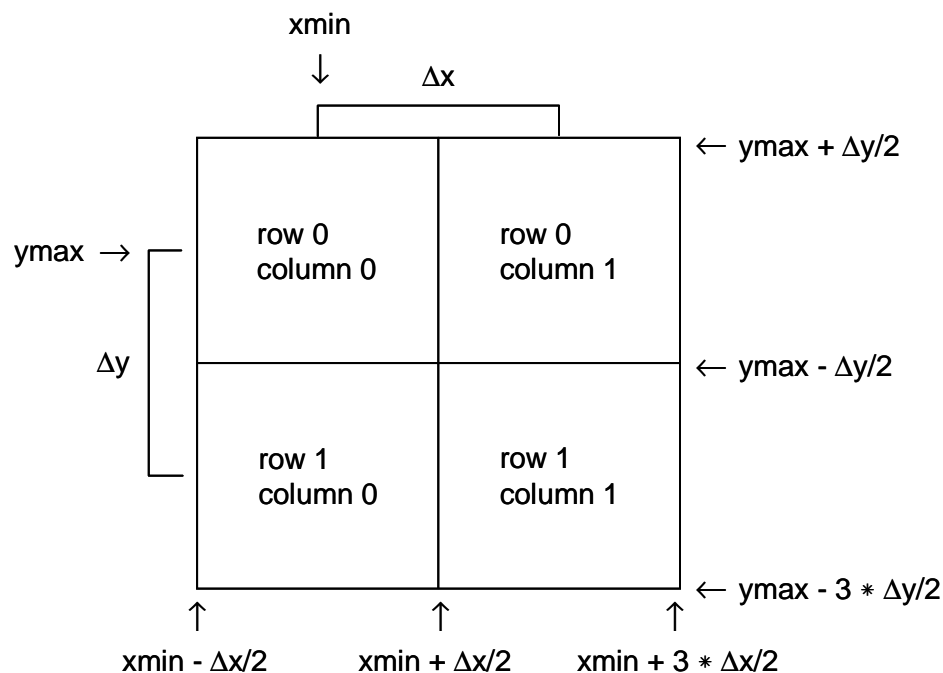 xmin
↓
Δx
← ymax + Δy/2
row 0
column 0
row 0
column 1
ymax →
Δy
← ymax - Δy/2
row 1
column 0
row 1
column 1
← ymax - 3 * Δy/2
↑ ↑ ↑
xmin - Δx/2
xmin + Δx/2
xmin + 3 * Δx/2